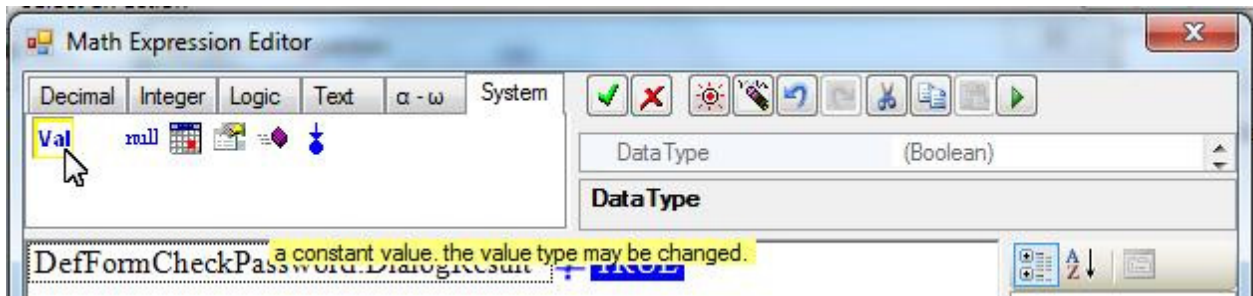 Math Expression Editor
Decimal Integer Logic Text α - ω System
Val null
DataType (Boolean)
DataType
a constant value. the value type may be changed.
DefFormCheckPassword.DialogResult TRUE